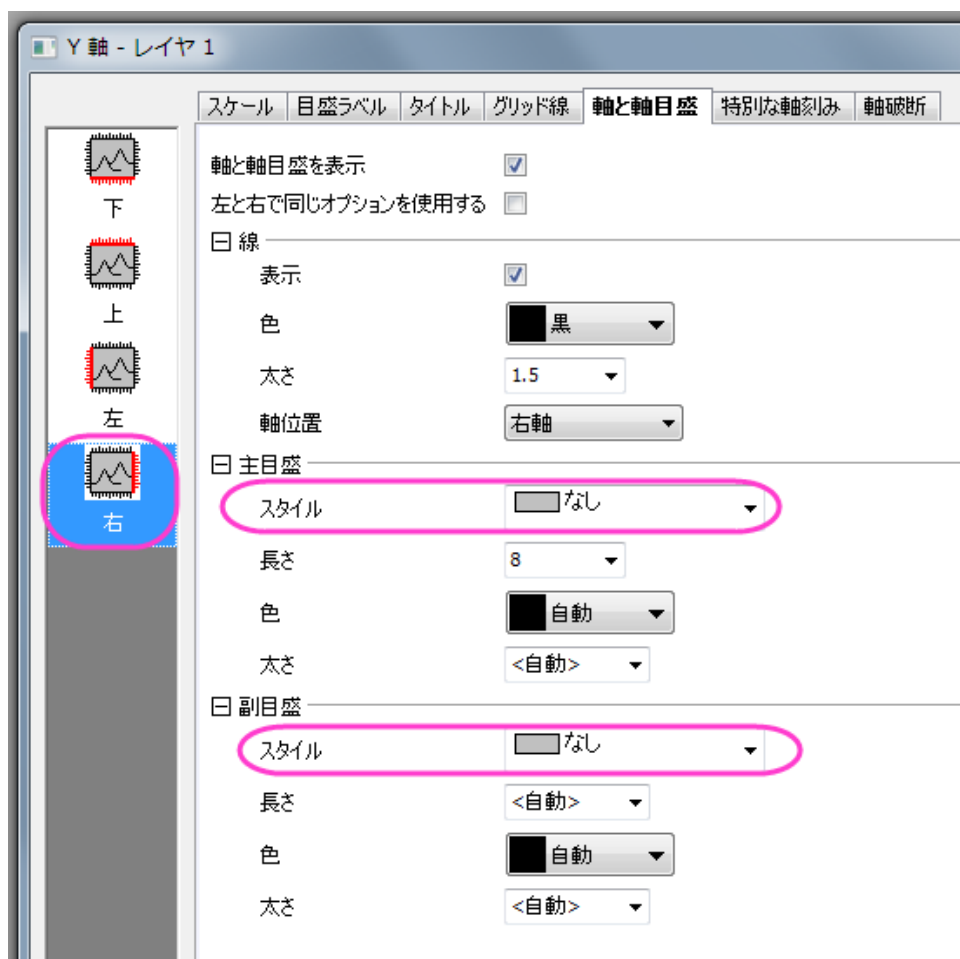 Y 軸 - レイヤ 1
スケール 目盛ラベル タイトル グリッド線 軸と軸目盛 特別な軸刻み 軸破断
下
上
左
右
軸と軸目盛を表示
左と右で同じオプションを使用する
線
表示
色 黒
太さ 1.5
軸位置 右軸
主目盛
スタイル なし
長さ 8
色 自動
太さ <自動>
副目盛
スタイル なし
長さ <自動>
色 自動
太さ <自動>